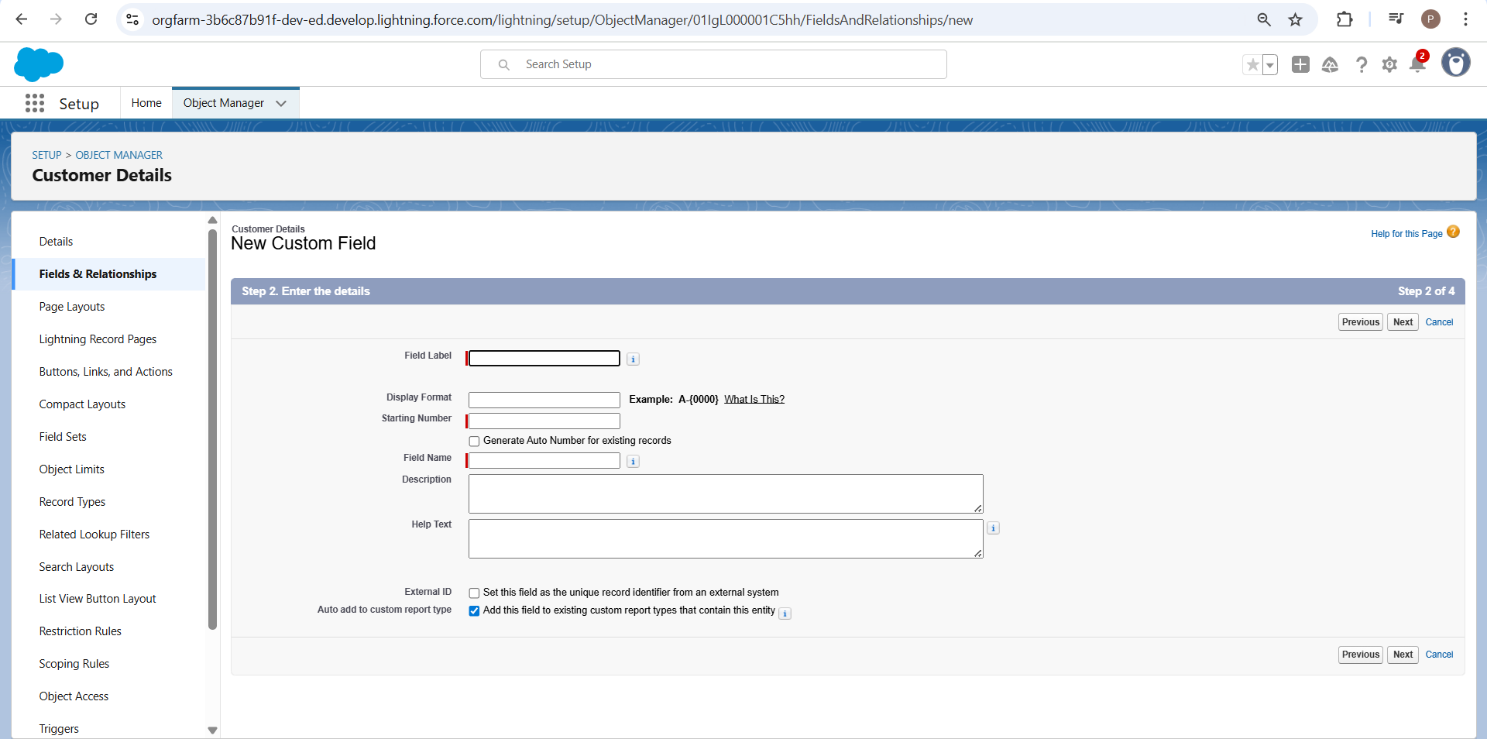 orgfarm-3b6c87b91f-dev-ed.develop.lightning.force.com/lightning/setup/ObjectManager/01IgL000001C5hh/FieldsAndRelationships/new
P
Search Setup
2
Setup
Home
Object Manager
SETUP > OBJECT MANAGER
Customer Details
Details
Fields & Relationships
Page Layouts
Lightning Record Pages
Buttons, Links, and Actions
Compact Layouts
Field Sets
Object Limits
Record Types
Related Lookup Filters
Search Layouts
List View Button Layout
Restriction Rules
Scoping Rules
Object Access
Triggers
Customer Details
New Custom Field
Help for this Page
Step 2. Enter the details Step 2 of 4
Previous Next Cancel
Field Label
Display Format Example: A-{0000} What Is This?
Starting Number
Generate Auto Number for existing records
Field Name
Description
Help Text
External ID Set this field as the unique record identifier from an external system
Auto add to custom report type Add this field to existing custom report types that contain this entity
Previous Next Cancel